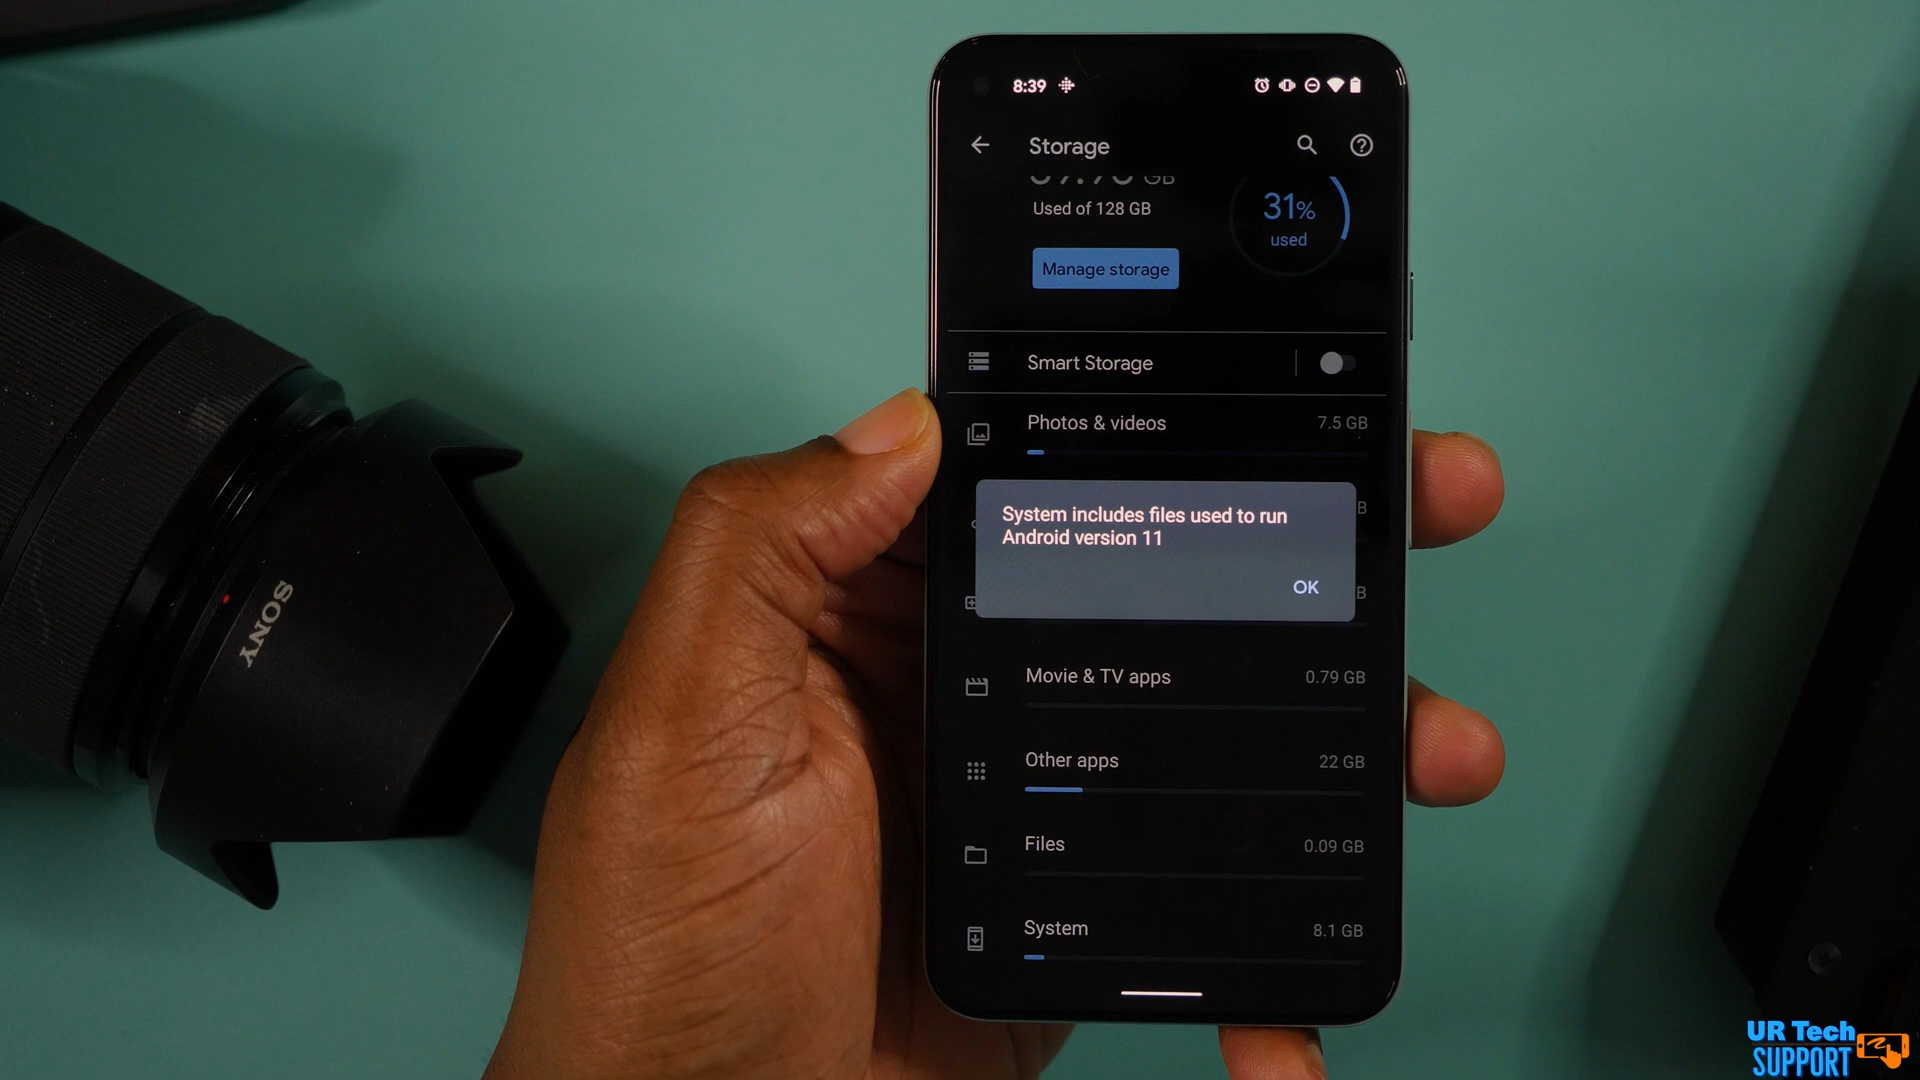 8:39
Storage
GB
Used of 128 GB
31%
used
Manage storage
Smart Storage
Photos & videos 7.5 GB
B
System includes files used to run
Android version 11
OK
B
Movie & TV apps 0.79 GB
Other apps 22 GB
Files 0.09 GB
System 8.1 GB
SONY
UR Tech
SUPPORT